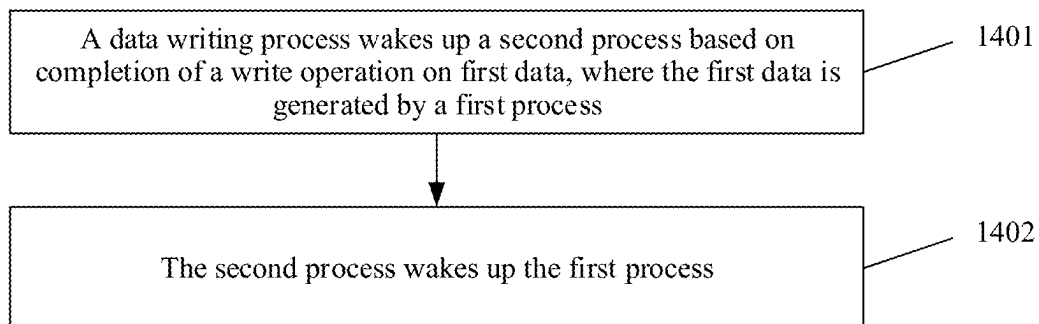 A data writing process wakes up a second process based on
completion of a write operation on first data, where the first data is
generated by a first process
1401
The second process wakes up the first process
1402